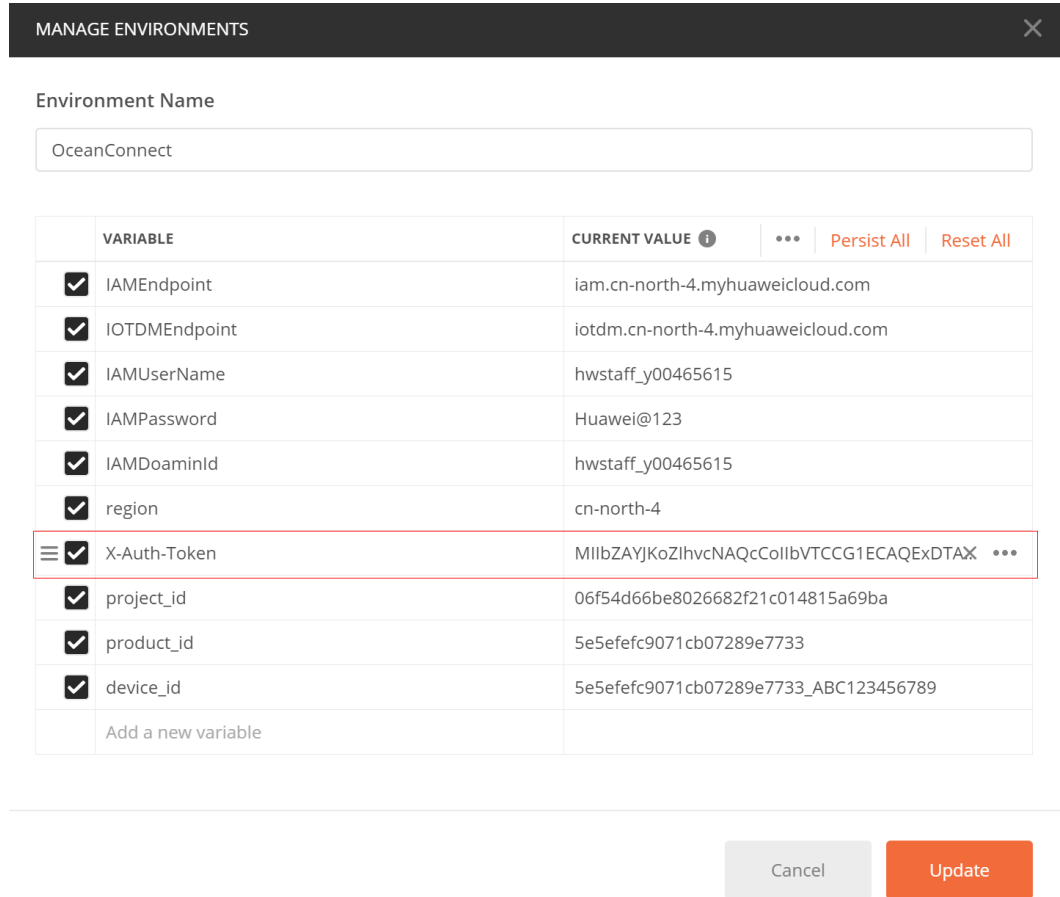 MANAGE ENVIRONMENTS
Environment Name
OceanConnect
VARIABLE CURRENT VALUE Persist All Reset All
IAMEndpoint iam.cn-north-4.myhuaweicloud.com
IOTDMEndpoint iotdm.cn-north-4.myhuaweicloud.com
IAMUserName hwstaff_y00465615
IAMPassword Huawei@123
IAMDoaminId hwstaff_y00465615
region cn-north-4
X-Auth-Token MIIbZAYJKoZIhvcNAQcCoIIbVTCCG1ECAQExDTA
project_id 06f54d66be8026682f21c014815a69ba
product_id 5e5efefc9071cb07289e7733
device_id 5e5efefc9071cb07289e7733_ABC123456789
Add a new variable
Cancel Update